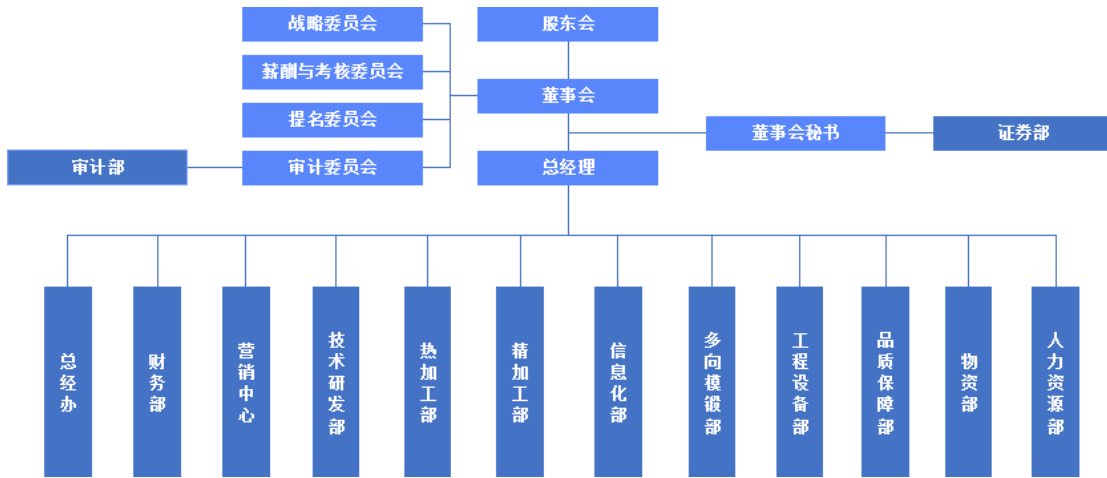 战略委员会
股东会
薪酬与考核委员会
董事会
提名委员会
董事会秘书
证券部
审计部
审计委员会
总经理
总经办
财务部
营销中心
技术研发部
热加工部
精加工部
信息化部
多向模锻部
工程设备部
品质保障部
物资部
人力资源部